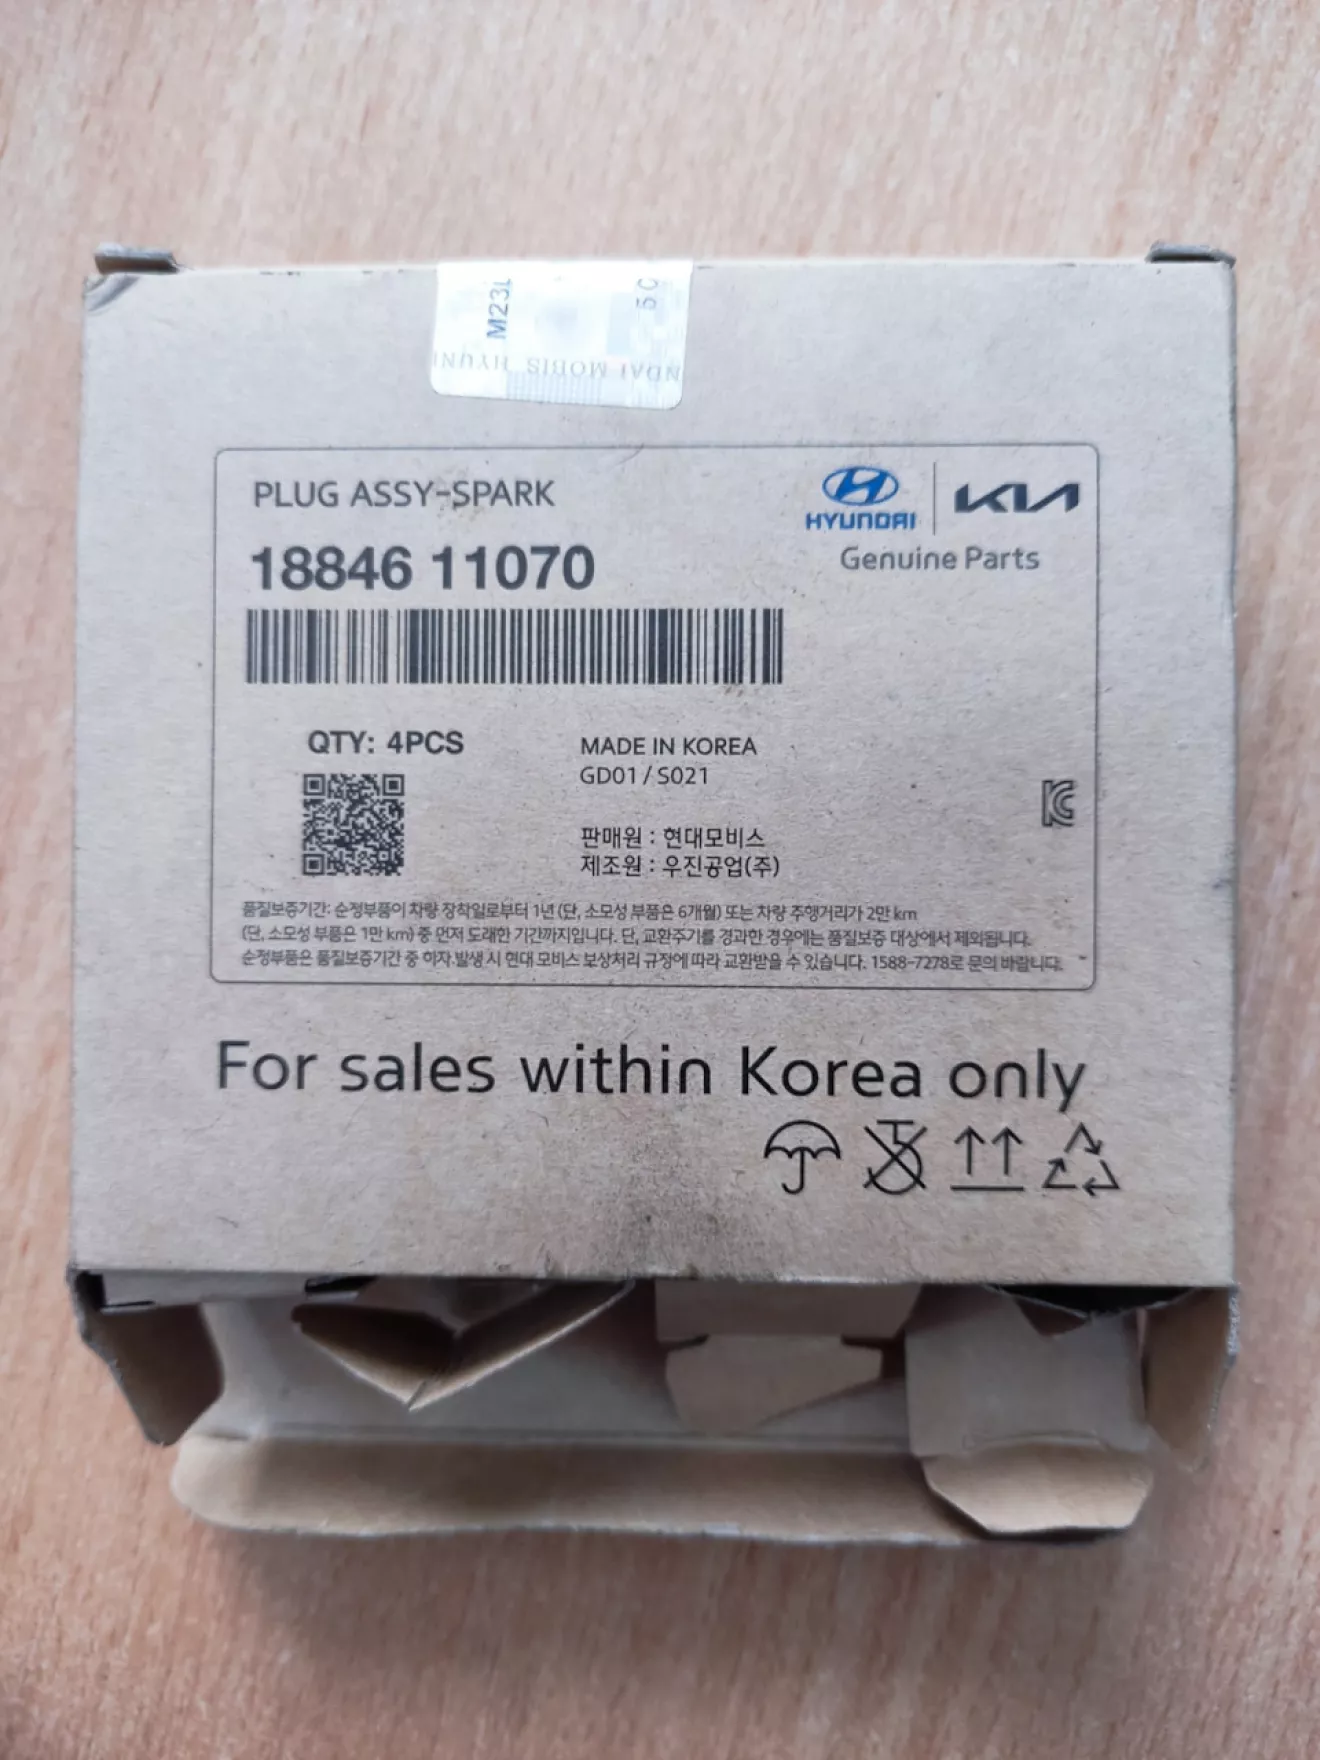 M23L
5C
NDAI MOBIS HYUN
PLUG ASSY-SPARK
HYUNDAI
KIA
Genuine Parts
18846 11070
QTY: 4PCS
MADE IN KOREA
GD01 / S021
판매원 : 현대모비스
제조원 : 우진공업(주)
품질보증기간: 순정부품이 차량 장착일로부터 1년 (단, 소모성 부품은 6개월) 또는 차량 주행거리가 2만 km
(단, 소모성 부품은 1만 km) 중 먼저 도래한 기간까지입니다. 단, 교환주기를 경과한 경우에는 품질보증 대상에서 제외됩니다.
순정부품은 품질보증기간 중 하자 발생 시 현대 모비스 보상처리 규정에 따라 교환받을 수 있습니다. 1588-7278로 문의 바랍니다.
For sales within Korea only